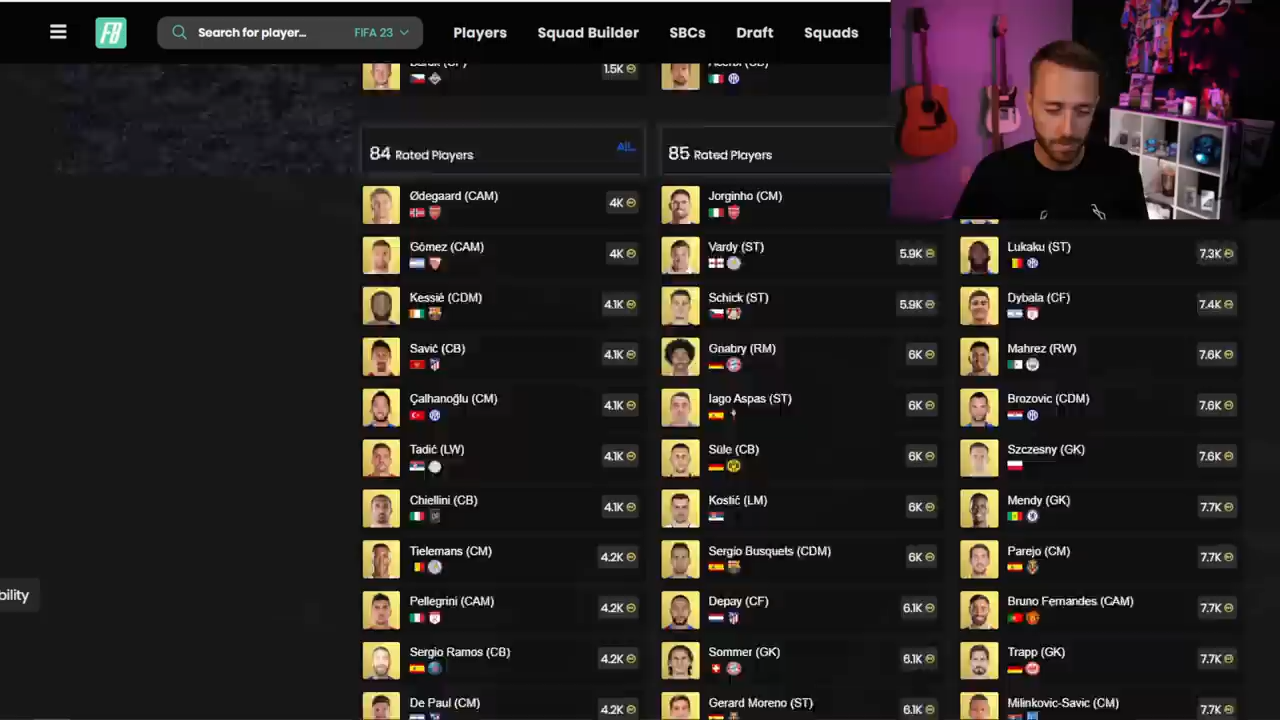 FB
Search for player...
FIFA 23
Players
Squad Builder
SBCs
Draft
Squads
1.5K
84 Rated Players
All..
85 Rated Players
Ødegaard (CAM)
4K
Jorginho (CM)
Gómez (CAM)
4K
Vardy (ST)
5.9K
Lukaku (ST)
7.3K
Kessié (CDM)
4.1K
Schick (ST)
5.9K
Dybala (CF)
7.4K
Savić (CB)
4.1K
Gnabry (RM)
6K
Mahrez (RW)
7.6K
Çalhanoğlu (CM)
4.1K
Iago Aspas (ST)
6K
Brozovic (CDM)
7.6K
Tadić (LW)
4.1K
Süle (CB)
6K
Szczesny (GK)
7.6K
Chiellini (CB)
4.1K
Kostić (LM)
6K
Mendy (GK)
7.7K
Tielemans (CM)
4.2K
Sergio Busquets (CDM)
6K
Parejo (CM)
7.7K
bility
Pellegrini (CAM)
4.2K
Depay (CF)
6.1K
Bruno Fernandes (CAM)
7.7K
Sergio Ramos (CB)
4.2K
Sommer (GK)
6.1K
Trapp (GK)
7.7K
De Paul (CM)
4.2K
Gerard Moreno (ST)
6.1K
Milinkovic-Savic (CM)
7.7K